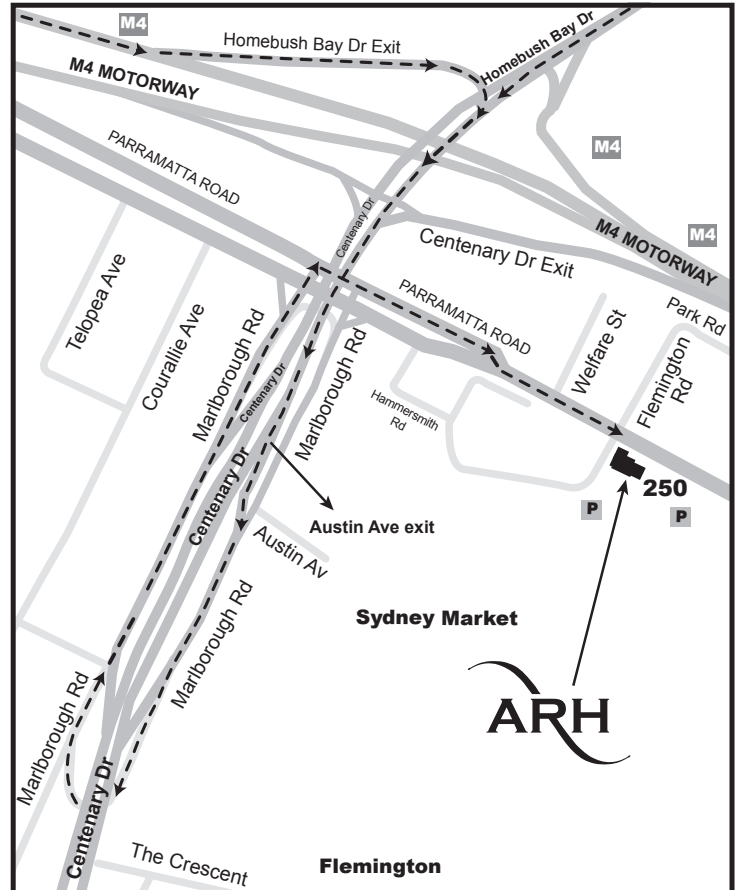 M4
Homebush Bay Dr Exit
Homebush Bay Dr
M4 MOTORWAY
M4
PARRAMATTA ROAD
Centenary Dr
M4
M4 MOTORWAY
Centenary Dr Exit
Telopea Ave
Courallie Ave
PARRAMATTA ROAD
Park Rd
Welfare St
Flemington
Rd
Marlborough Rd
Centenary Dr
Marlborough Rd
Hammersmith
Rd
Centenary Dr
250
P
P
Austin Ave exit
Austin Av
Marlborough Rd
Sydney Market
Marlborough Rd
ARH
Centenary Dr
The Crescent
Flemington